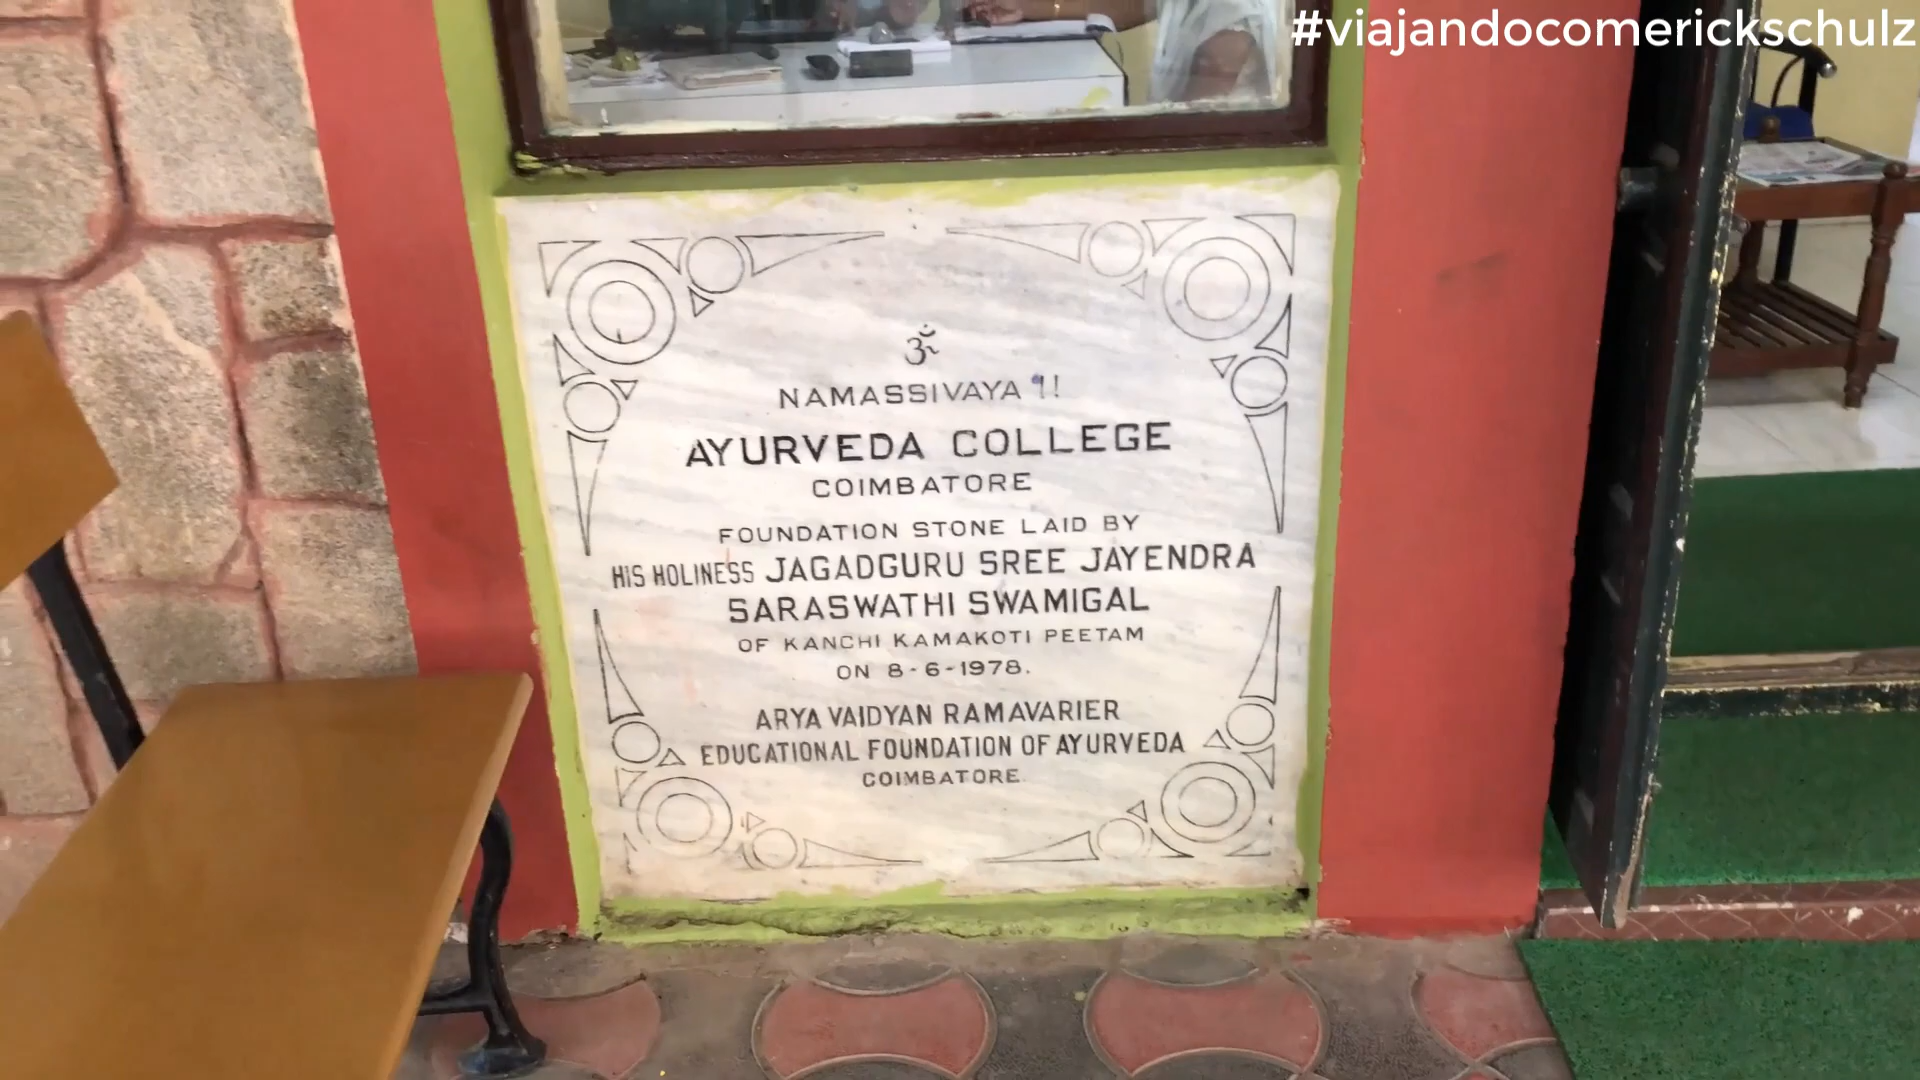 #viajandocomerickschulz
ॐ
NAMASSIVAYA !!
AYURVEDA COLLEGE
COIMBATORE
FOUNDATION STONE LAID BY
HIS HOLINESS JAGADGURU SREE JAYENDRA
SARASWATHI SWAMIGAL
OF KANCHI KAMAKOTI PEETAM
ON 8-6-1978.
ARYA VAIDYAN RAMAVARIER
EDUCATIONAL FOUNDATION OF AYURVEDA
COIMBATORE.